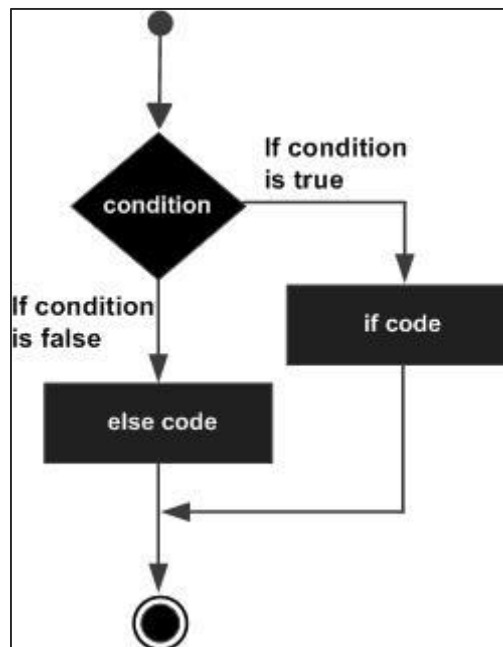 If condition
is true
condition
If condition
is false
if code
else code